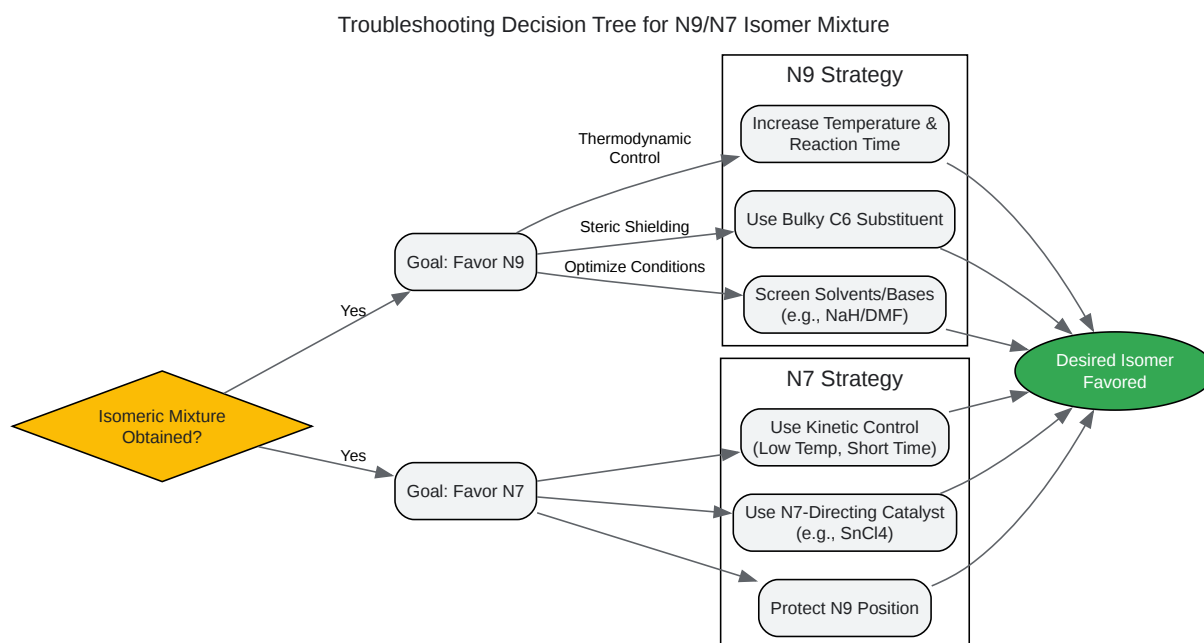 Troubleshooting Decision Tree for N9/N7 Isomer Mixture
N9 Strategy
Increase Temperature &
Reaction Time
Thermodynamic
Control
Use Bulky C6 Substituent
Steric Shielding
Goal: Favor N9
Optimize Conditions
Screen Solvents/Bases
(e.g., NaH/DMF)
Yes
Desired Isomer
Favored
N7 Strategy
Isomeric Mixture
Obtained?
Use Kinetic Control
(Low Temp, Short Time)
Yes
Goal: Favor N7
Use N7-Directing Catalyst
(e.g., SnCl4)
Protect N9 Position